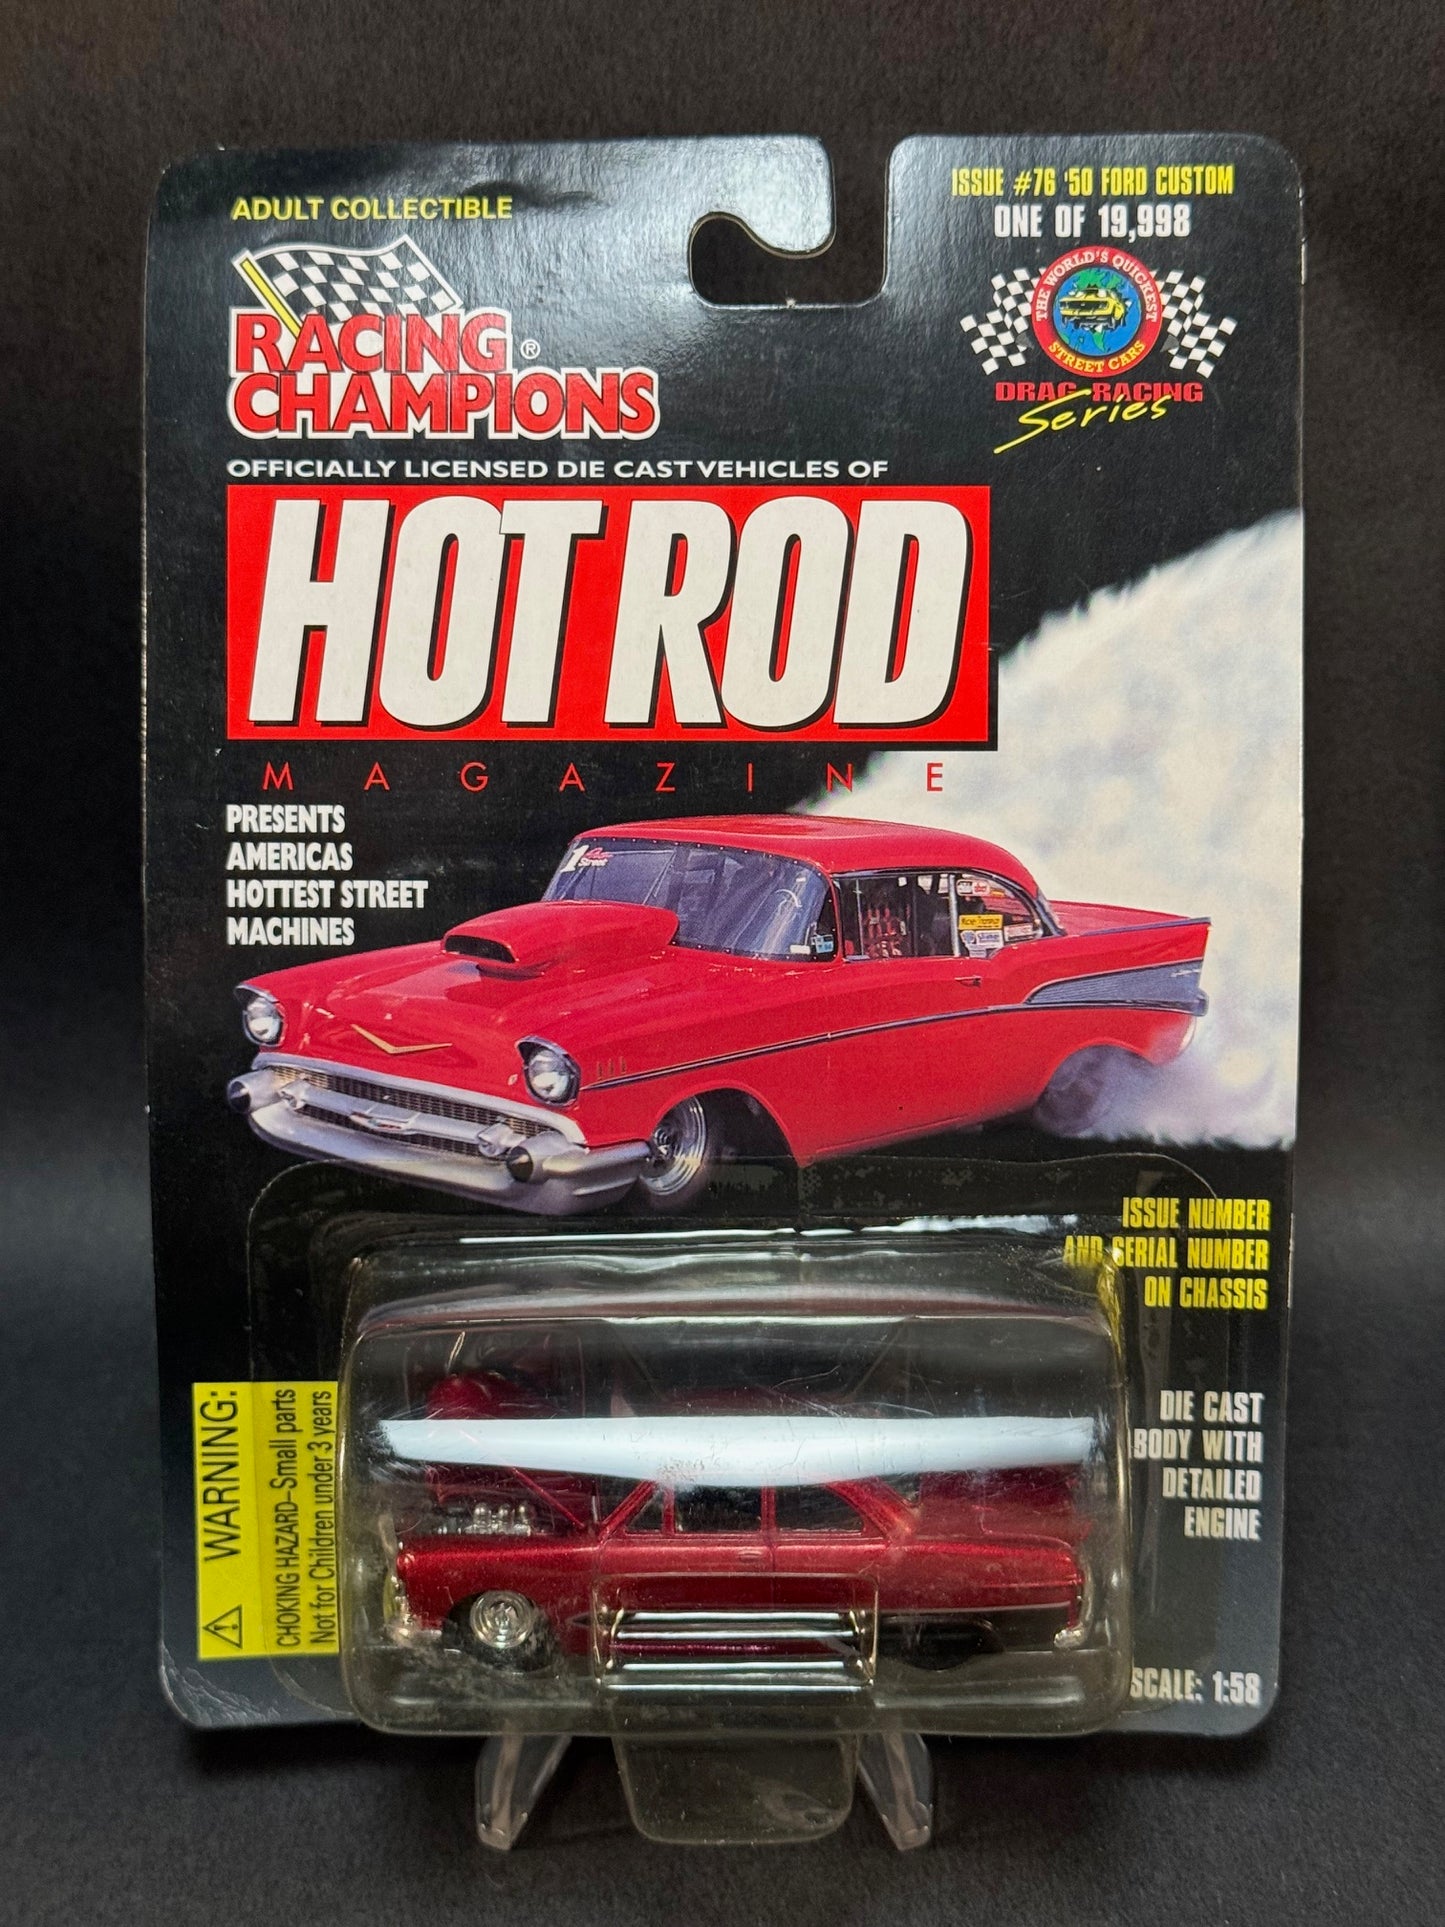 ADULT COLLECTIBLE
ISSUE #76 '50 FORD CUSTOM
ONE OF 19,998
THE WORLD'S QUICKEST
STREET CARS
DRAG RACING
Series
RACING ®
CHAMPIONS
OFFICIALLY LICENSED DIE CAST VEHICLES OF
HOT ROD
MAGAZINE
PRESENTS
AMERICAS
HOTTEST STREET
MACHINES
1
Street
ISSUE NUMBER
AND SERIAL NUMBER
ON CHASSIS
DIE CAST
BODY WITH
DETAILED
ENGINE
SCALE: 1:58
WARNING:
CHOKING HAZARD–Small parts
Not for Children under 3 years